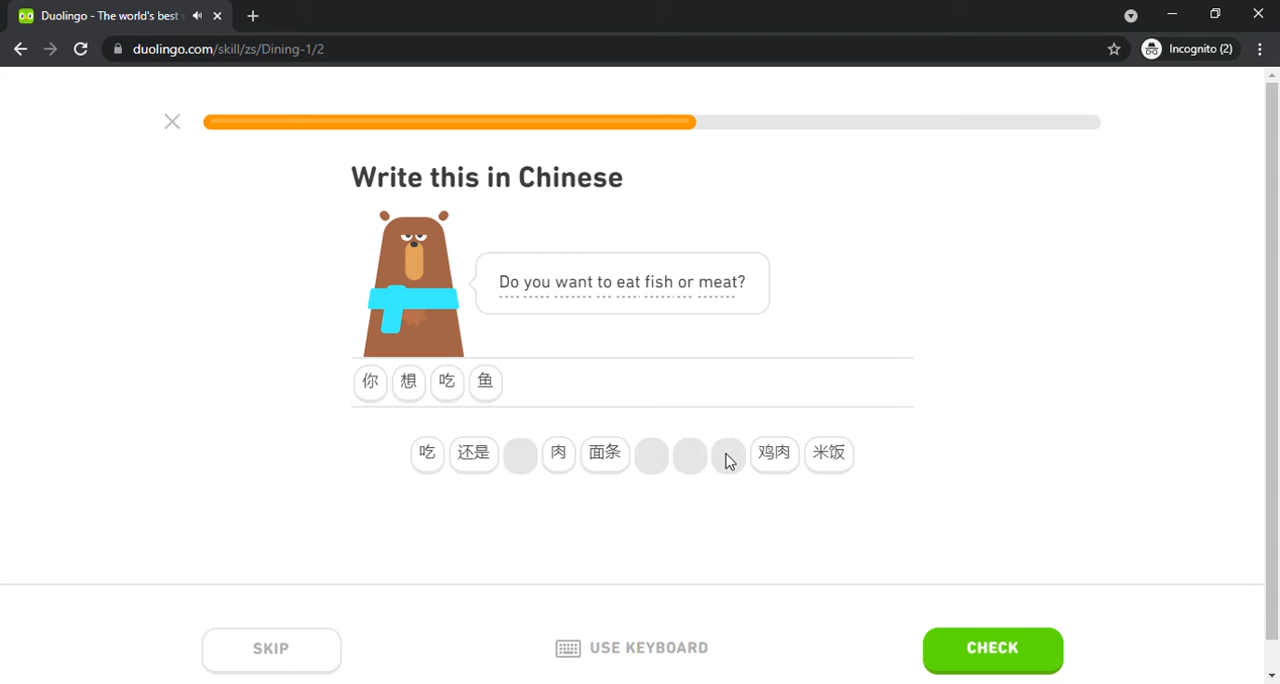 Duolingo - The world's best
duolingo.com/skill/zs/Dining-1/2
Incognito (2)
Write this in Chinese
Do you want to eat fish or meat?
你 想 吃 鱼
吃 还是 肉 面条 鸡肉 米饭
SKIP
USE KEYBOARD
CHECK